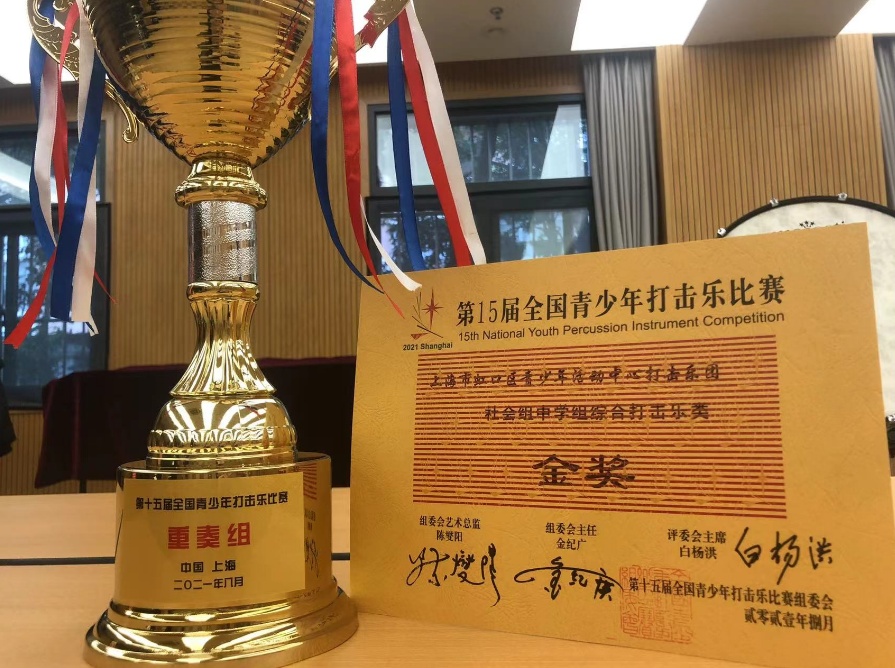 第十五届全国青少年打击乐比赛
重奏组
中国 上海
二〇二一年八月
2021 Shanghai
第15届全国青少年打击乐比赛
15th National Youth Percussion Instrument Competition
上海市虹口区青少年活动中心打击乐团
社会组中学组综合打击乐类
金奖
组委会艺术总监
陈燮阳
组委会主任
金纪广
评委会主席
白杨洪
陈燮阳
金纪广
白杨洪
第十五届全国青少年打击乐比赛组委会
贰零贰壹年捌月